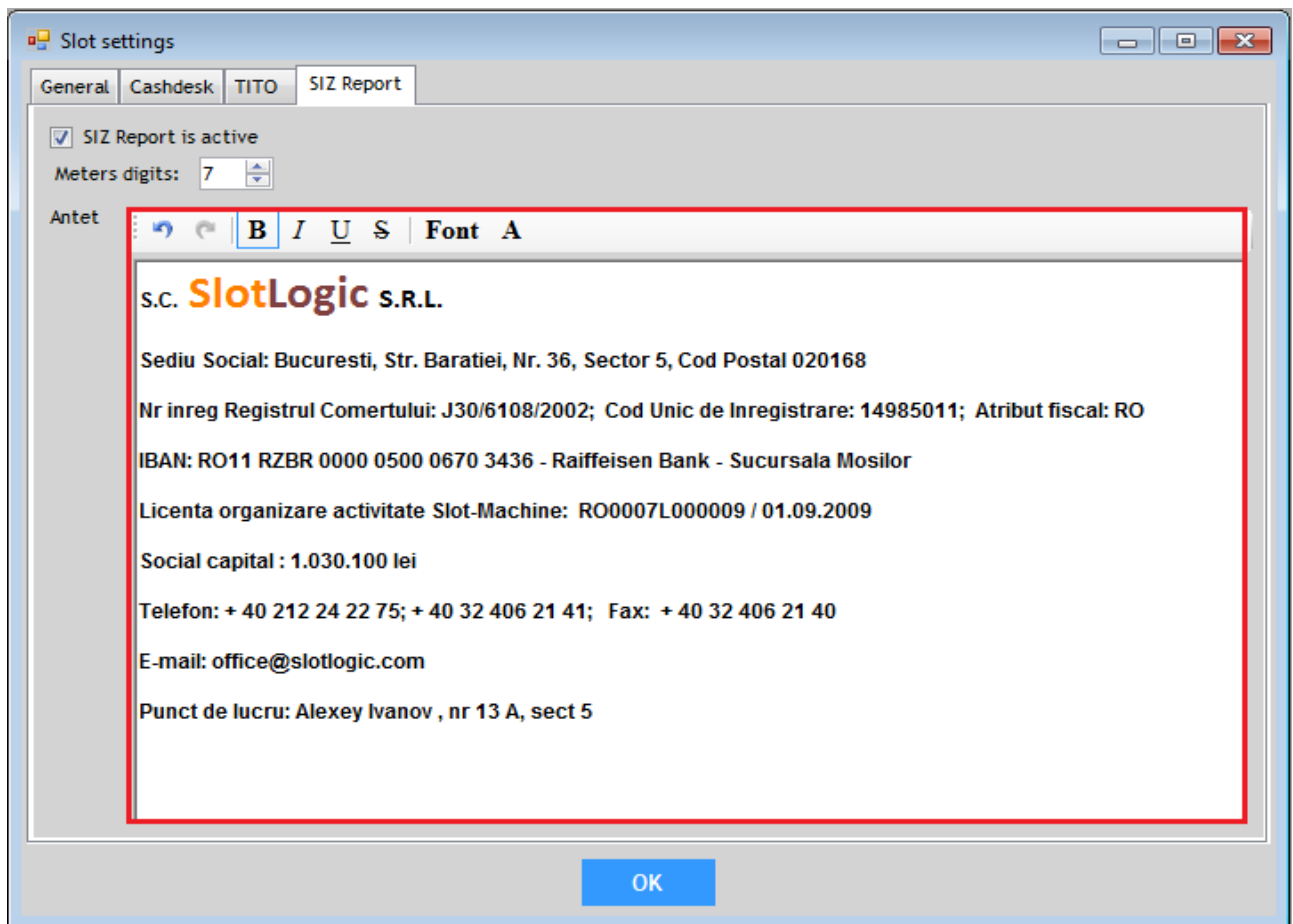 Slot settings
General Cashdesk TITO SIZ Report
SIZ Report is active
Meters digits: 7
Antet
B I U S Font A
S.C. SlotLogic S.R.L.
Sediu Social: Bucuresti, Str. Baratiei, Nr. 36, Sector 5, Cod Postal 020168
Nr inreg Registrul Comertului: J30/6108/2002; Cod Unic de Inregistrare: 14985011; Atribut fiscal: RO
IBAN: RO11 RZBR 0000 0500 0670 3436 - Raiffeisen Bank - Sucursala Mosilor
Licenta organizare activitate Slot-Machine: RO0007L000009 / 01.09.2009
Social capital : 1.030.100 lei
Telefon: + 40 212 24 22 75; + 40 32 406 21 41; Fax: + 40 32 406 21 40
E-mail: office@slotlogic.com
Punct de lucru: Alexey Ivanov , nr 13 A, sect 5
OK